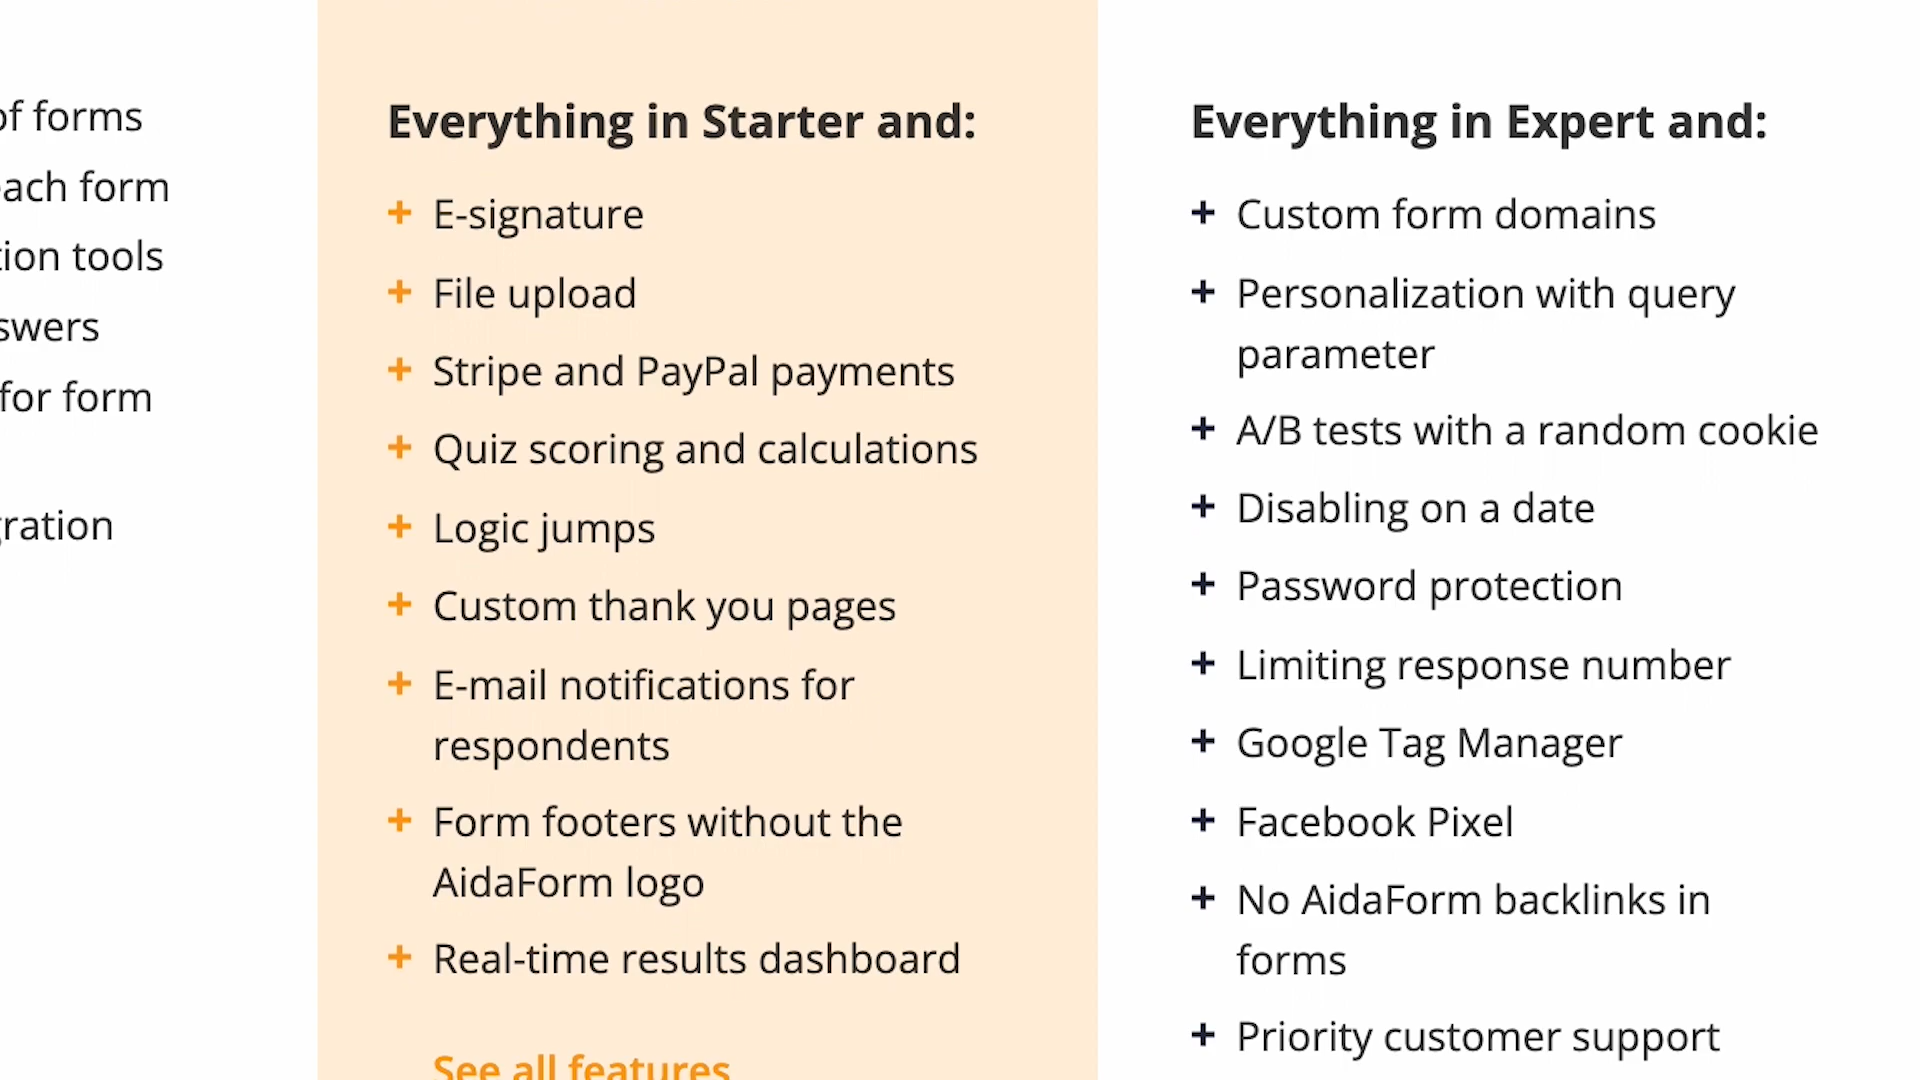 of forms
each form
tion tools
swers
for form
gration
Everything in Starter and:
+ E-signature
+ File upload
+ Stripe and PayPal payments
+ Quiz scoring and calculations
+ Logic jumps
+ Custom thank you pages
+ E-mail notifications for
respondents
+ Form footers without the
AidaForm logo
+ Real-time results dashboard
See all features
Everything in Expert and:
+ Custom form domains
+ Personalization with query
parameter
+ A/B tests with a random cookie
+ Disabling on a date
+ Password protection
+ Limiting response number
+ Google Tag Manager
+ Facebook Pixel
+ No AidaForm backlinks in
forms
+ Priority customer support